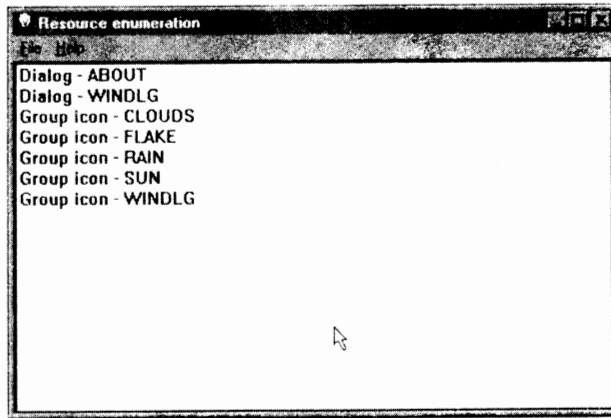 Resource enumeration
File Help
Dialog - ABOUT
Dialog - WINDLG
Group icon - CLOUDS
Group icon - FLAKE
Group icon - RAIN
Group icon - SUN
Group icon - WINDLG